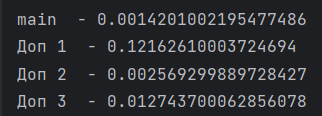 main  - 0.0014201002195477486
Доп 1  - 0.12162610003724694
Доп 2  - 0.002569299889728427
Доп 3  - 0.012743700062856078